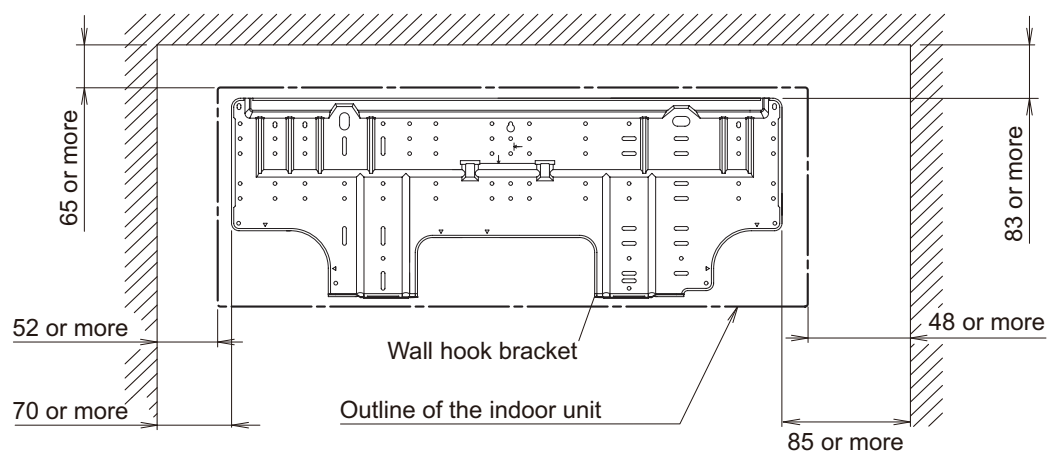 65 or more
83 or more
52 or more
48 or more
Wall hook bracket
70 or more
Outline of the indoor unit
85 or more